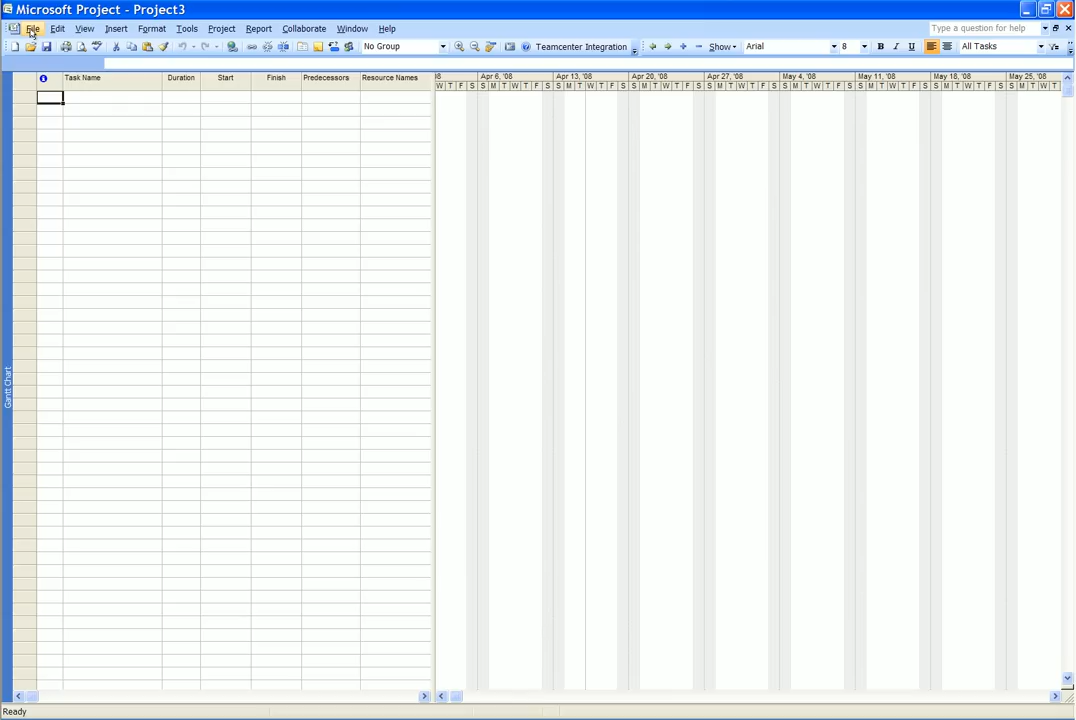 Microsoft Project - Project3
File Edit View Insert Format Tools Project Report Collaborate Window Help Type a question for help
No Group Teamcenter Integration Show Arial 8 B I U All Tasks
Task Name Duration Start Finish Predecessors Resource Names
'08 Apr 6, '08 Apr 13, '08 Apr 20, '08 Apr 27, '08 May 4, '08 May 11, '08 May 18, '08 May 25, '08
W T F S S M T W T F S S M T W T F S S M T W T F S S M T W T F S S M T W T F S S M T W T F S S M T W T F S S M T W T
Gantt Chart
Ready